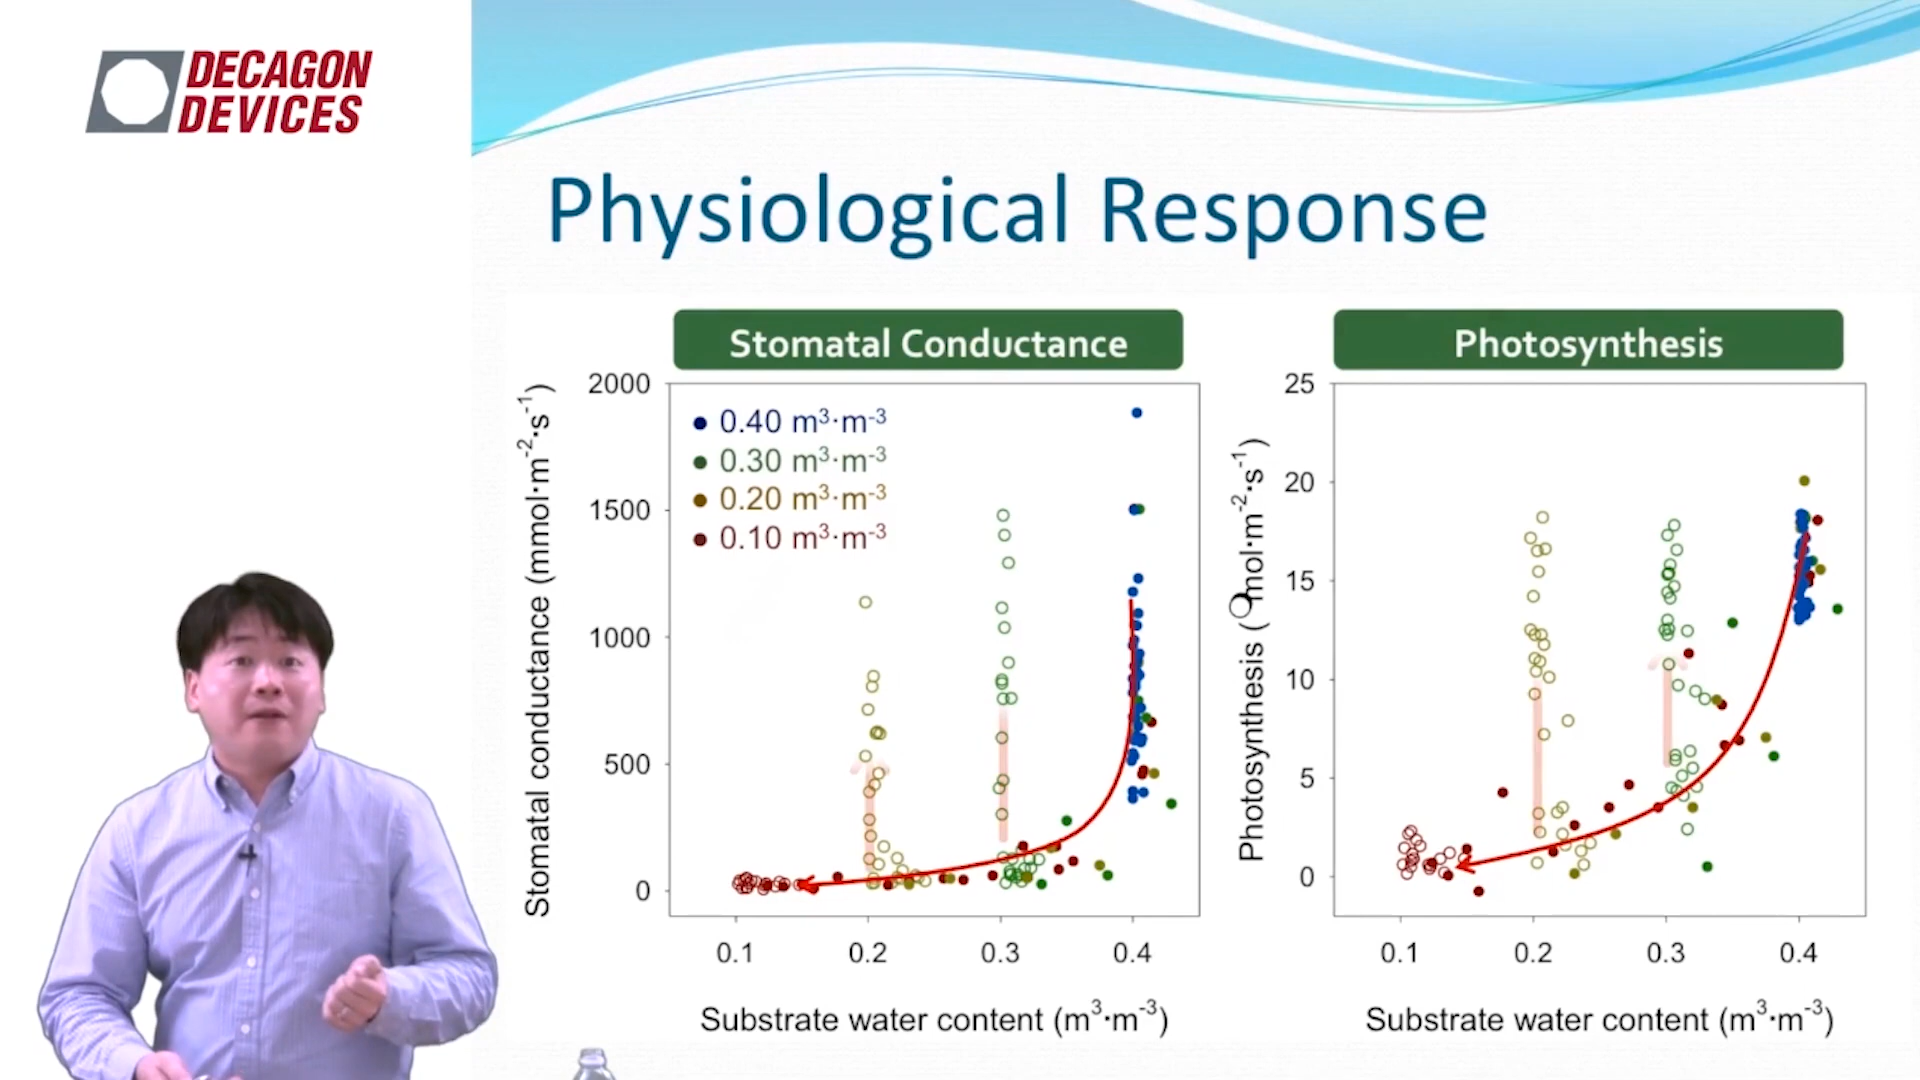 DECAGON
DEVICES
Physiological Response
Stomatal Conductance
Stomatal conductance (mmol·m⁻²·s⁻¹)
2000
1500
1000
500
0
0.40 m³·m⁻³
0.30 m³·m⁻³
0.20 m³·m⁻³
0.10 m³·m⁻³
0.1 0.2 0.3 0.4
Substrate water content (m³·m⁻³)
Photosynthesis
Photosynthesis (mol·m⁻²·s⁻¹)
25
20
15
10
5
0
0.1 0.2 0.3 0.4
Substrate water content (m³·m⁻³)